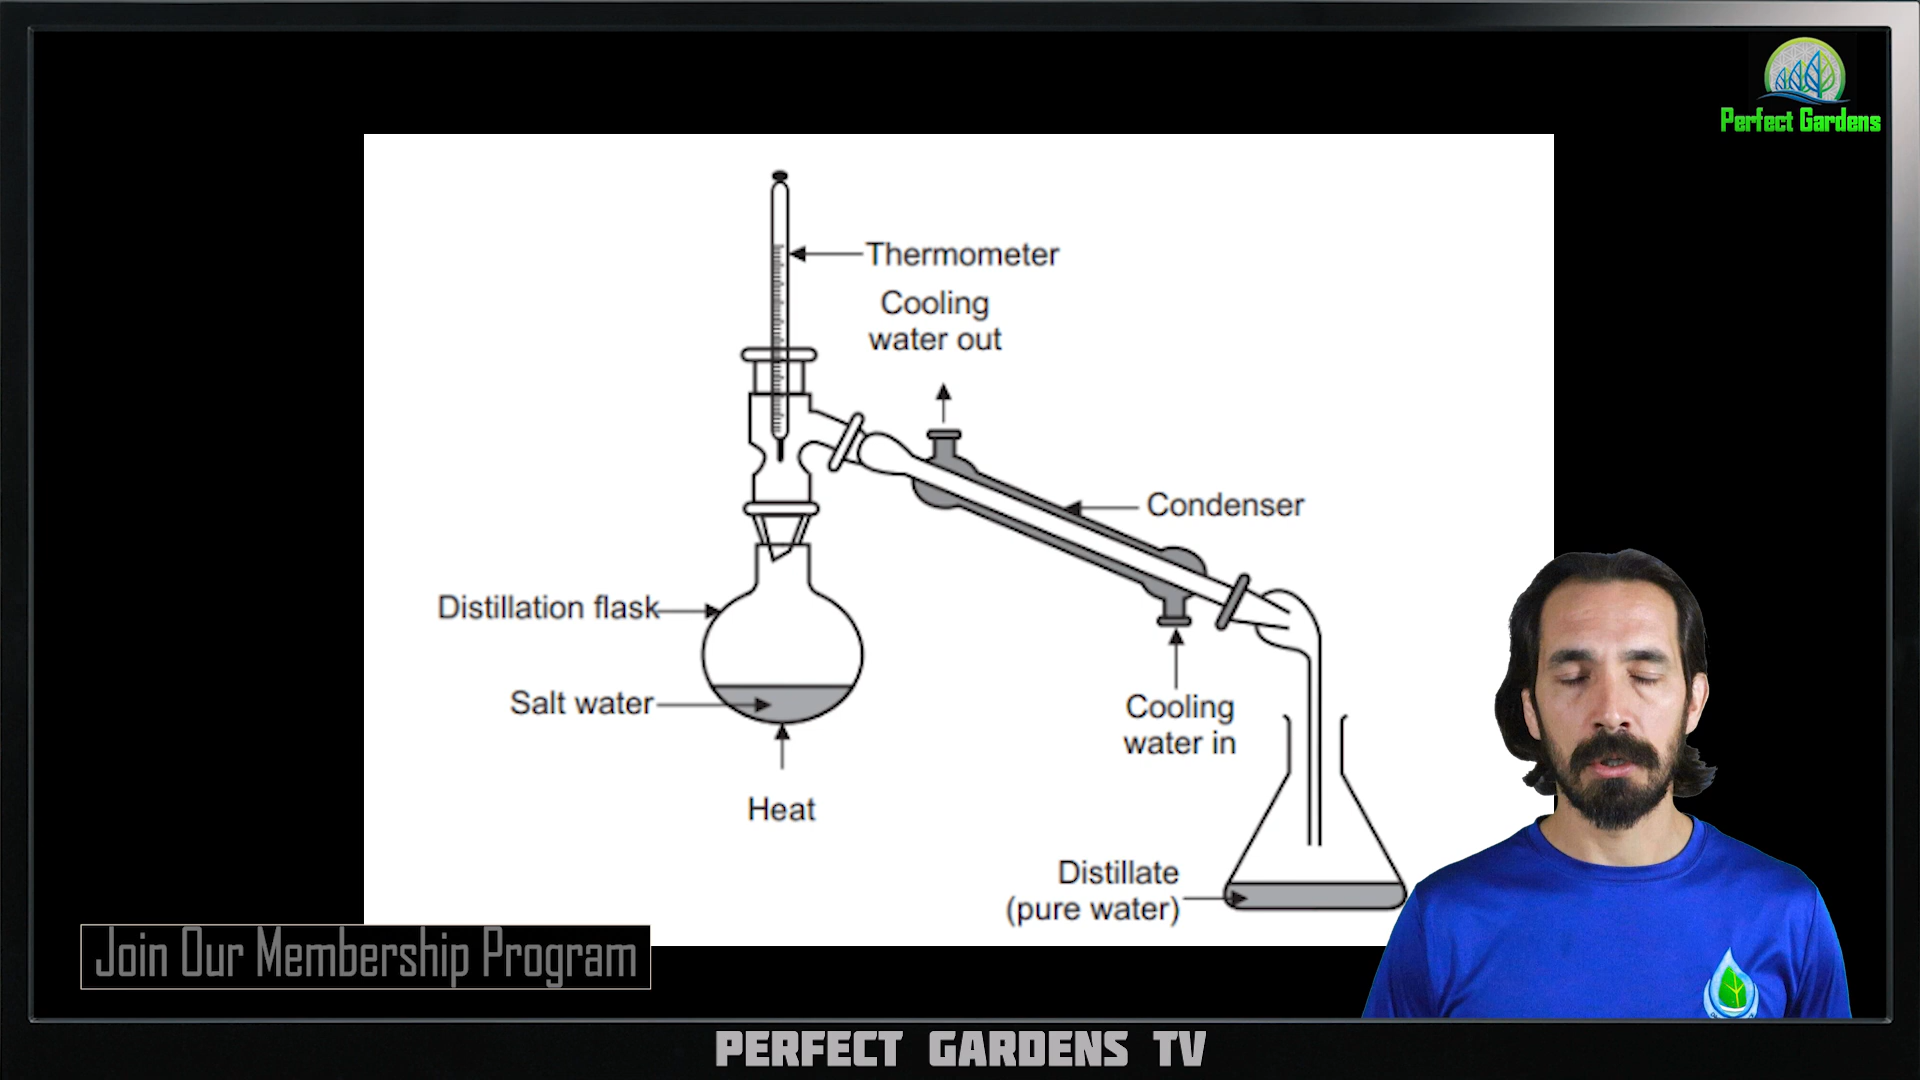 Perfect Gardens
Thermometer
Cooling
water out
Condenser
Distillation flask
Salt water
Cooling
water in
Heat
Distillate
(pure water)
Join Our Membership Program
PERFECT GARDENS TV